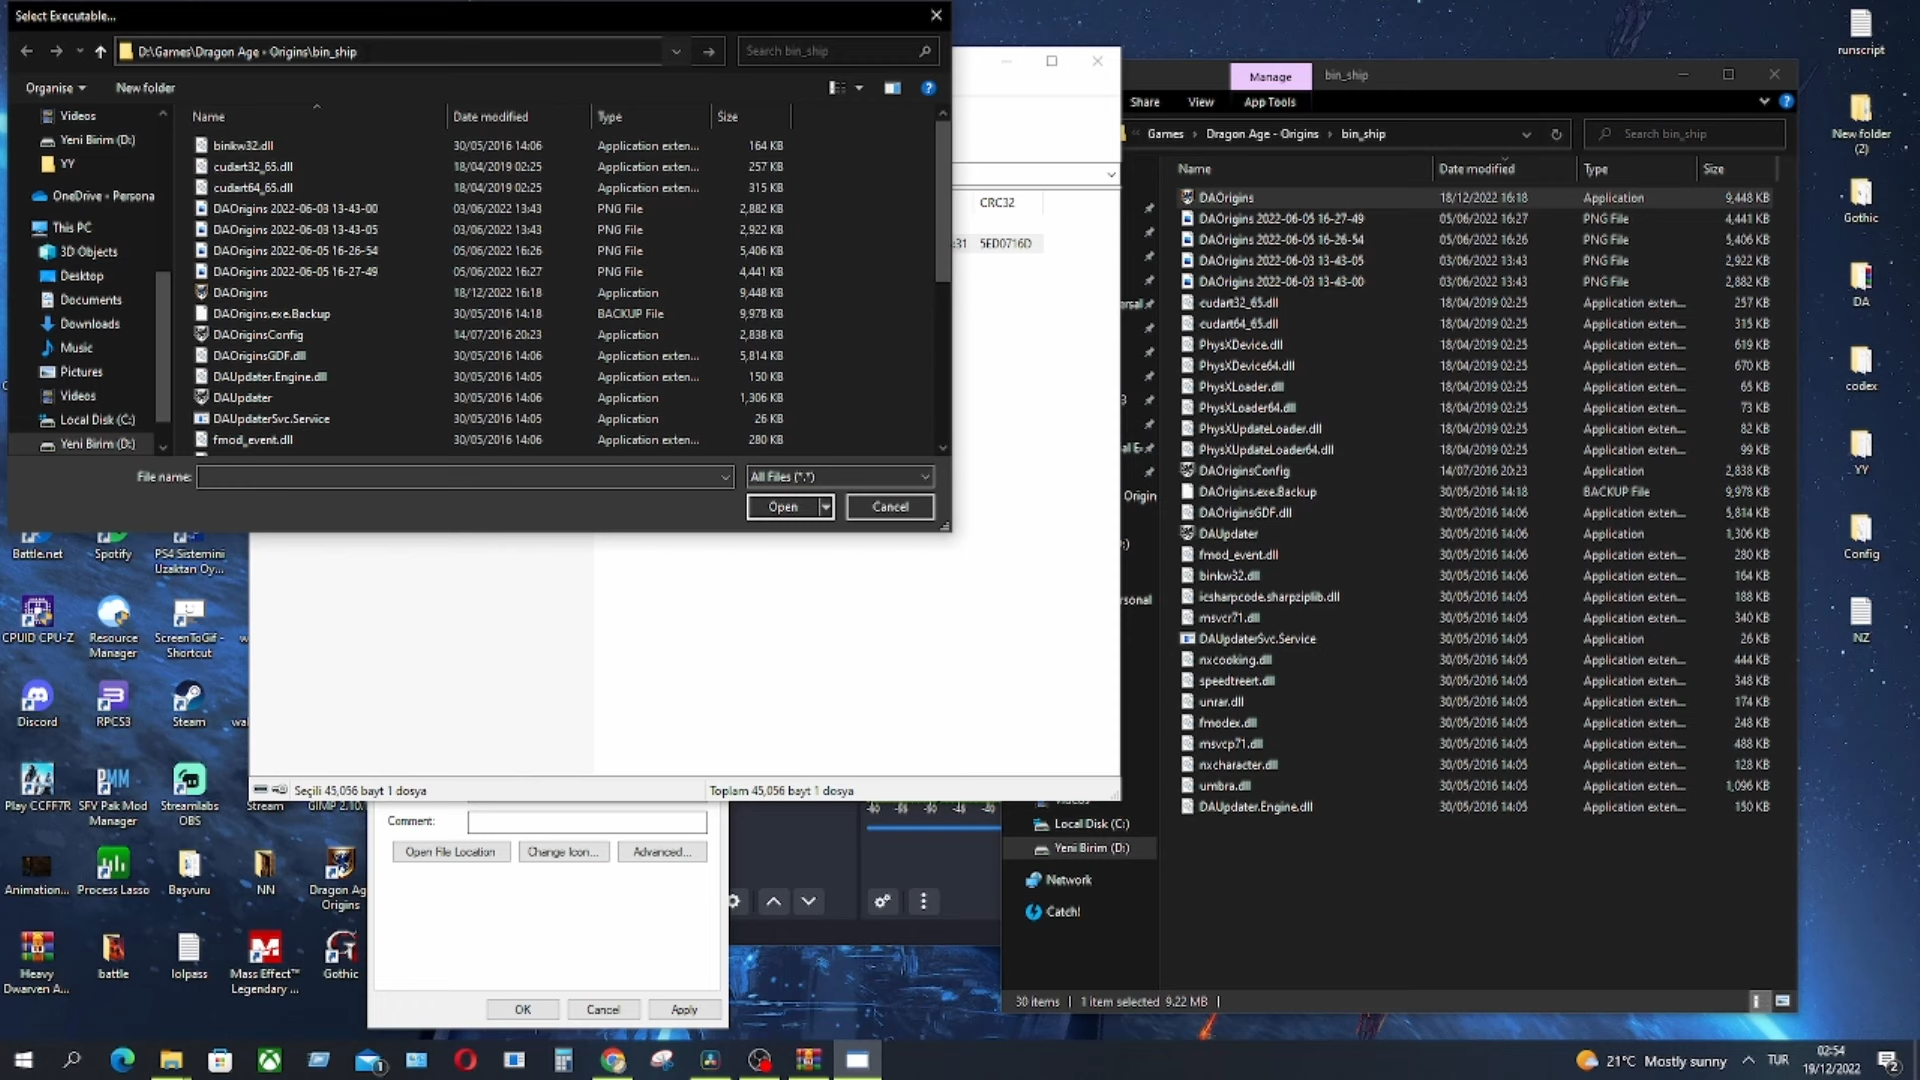 Select Executable...
D:\Games\Dragon Age - Origins\bin_ship
Search bin_ship
Organise
New folder
Videos
Yeni Birim (D:)
YY
OneDrive - Persona
This PC
3D Objects
Desktop
Documents
Downloads
Music
Pictures
Videos
Local Disk (C:)
Yeni Birim (D:)
Name Date modified Type Size
binkw32.dll 30/05/2016 14:06 Application exten... 164 KB
cudart32_65.dll 18/04/2019 02:25 Application exten... 257 KB
cudart64_65.dll 18/04/2019 02:25 Application exten... 315 KB
DAOrigins 2022-06-03 13-43-00 03/06/2022 13:43 PNG File 2,882 KB
DAOrigins 2022-06-03 13-43-05 03/06/2022 13:43 PNG File 2,922 KB
DAOrigins 2022-06-05 16-26-54 05/06/2022 16:26 PNG File 5,406 KB
DAOrigins 2022-06-05 16-27-49 05/06/2022 16:27 PNG File 4,441 KB
DAOrigins 18/12/2022 16:18 Application 9,448 KB
DAOrigins.exe.Backup 30/05/2016 14:18 BACKUP File 9,978 KB
DAOriginsConfig 14/07/2016 20:23 Application 2,838 KB
DAOriginsGDF.dll 30/05/2016 14:06 Application exten... 5,814 KB
DAUpdater.Engine.dll 30/05/2016 14:05 Application exten... 150 KB
DAUpdater 30/05/2016 14:06 Application 1,306 KB
DAUpdaterSvc.Service 30/05/2016 14:05 Application 26 KB
fmod_event.dll 30/05/2016 14:06 Application exten... 280 KB
File name:
All Files (*.*)
Open
Cancel
CRC32
:31 5ED0716D
Seçili 45,056 bayt 1 dosya
Toplam 45,056 bayt 1 dosya
Comment:
Open File Location
Change Icon...
Advanced...
OK
Cancel
Apply
Manage
bin_ship
Share
View
App Tools
Games
Dragon Age - Origins
bin_ship
Search bin_ship
Name Date modified Type Size
DAOrigins 18/12/2022 16:18 Application 9,448 KB
DAOrigins 2022-06-05 16-27-49 05/06/2022 16:27 PNG File 4,441 KB
DAOrigins 2022-06-05 16-26-54 05/06/2022 16:26 PNG File 5,406 KB
DAOrigins 2022-06-03 13-43-05 03/06/2022 13:43 PNG File 2,922 KB
DAOrigins 2022-06-03 13-43-00 03/06/2022 13:43 PNG File 2,882 KB
cudart32_65.dll 18/04/2019 02:25 Application exten... 257 KB
cudart64_65.dll 18/04/2019 02:25 Application exten... 315 KB
PhysXDevice.dll 18/04/2019 02:25 Application exten... 619 KB
PhysXDevice64.dll 18/04/2019 02:25 Application exten... 670 KB
PhysXLoader.dll 18/04/2019 02:25 Application exten... 65 KB
PhysXLoader64.dll 18/04/2019 02:25 Application exten... 73 KB
PhysXUpdateLoader.dll 18/04/2019 02:25 Application exten... 82 KB
PhysXUpdateLoader64.dll 18/04/2019 02:25 Application exten... 99 KB
DAOriginsConfig 14/07/2016 20:23 Application 2,838 KB
DAOrigins.exe.Backup 30/05/2016 14:18 BACKUP File 9,978 KB
DAOriginsGDF.dll 30/05/2016 14:06 Application exten... 5,814 KB
DAUpdater 30/05/2016 14:06 Application 1,306 KB
fmod_event.dll 30/05/2016 14:06 Application exten... 280 KB
binkw32.dll 30/05/2016 14:06 Application exten... 164 KB
icsharpcode.sharpziplib.dll 30/05/2016 14:05 Application exten... 188 KB
msvcr71.dll 30/05/2016 14:05 Application exten... 340 KB
DAUpdaterSvc.Service 30/05/2016 14:05 Application 26 KB
nxcooking.dll 30/05/2016 14:05 Application exten... 444 KB
speedtreert.dll 30/05/2016 14:05 Application exten... 348 KB
unrar.dll 30/05/2016 14:05 Application exten... 174 KB
fmodex.dll 30/05/2016 14:05 Application exten... 248 KB
msvcp71.dll 30/05/2016 14:05 Application exten... 488 KB
nxcharacter.dll 30/05/2016 14:05 Application exten... 128 KB
umbra.dll 30/05/2016 14:05 Application exten... 1,096 KB
DAUpdater.Engine.dll 30/05/2016 14:05 Application exten... 150 KB
Origin
Local Disk (C:)
Yeni Birim (D:)
Network
Catch!
30 items
1 item selected 9.22 MB
runscript
New folder
(2)
Gothic
DA
codex
YY
Config
NZ
Battle.net
Spotify
PS4 Sistemini
Uzaktan Oy...
CPUID CPU-Z
Resource
Manager
ScreenToGif -
Shortcut
Discord
RPCS3
Steam
Play CCFF7R
SFV Pak Mod
Manager
Streamlabs
OBS
Stream
GIMP 2.10.
Animation...
Process Lasso
Başvuru
NN
Dragon Ag
Origins
Heavy
Dwarven A...
battle
lolpass
Mass Effect™
Legendary ...
Gothic
21°C Mostly sunny
TUR
02:54
19/12/2022
2